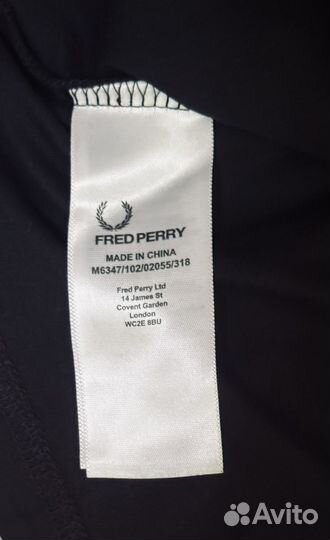 FRED PERRY
MADE IN CHINA
M6347/102/02055/318
Fred Perry Ltd
14 James St
Covent Garden
London
WC2E 8BU
Avito